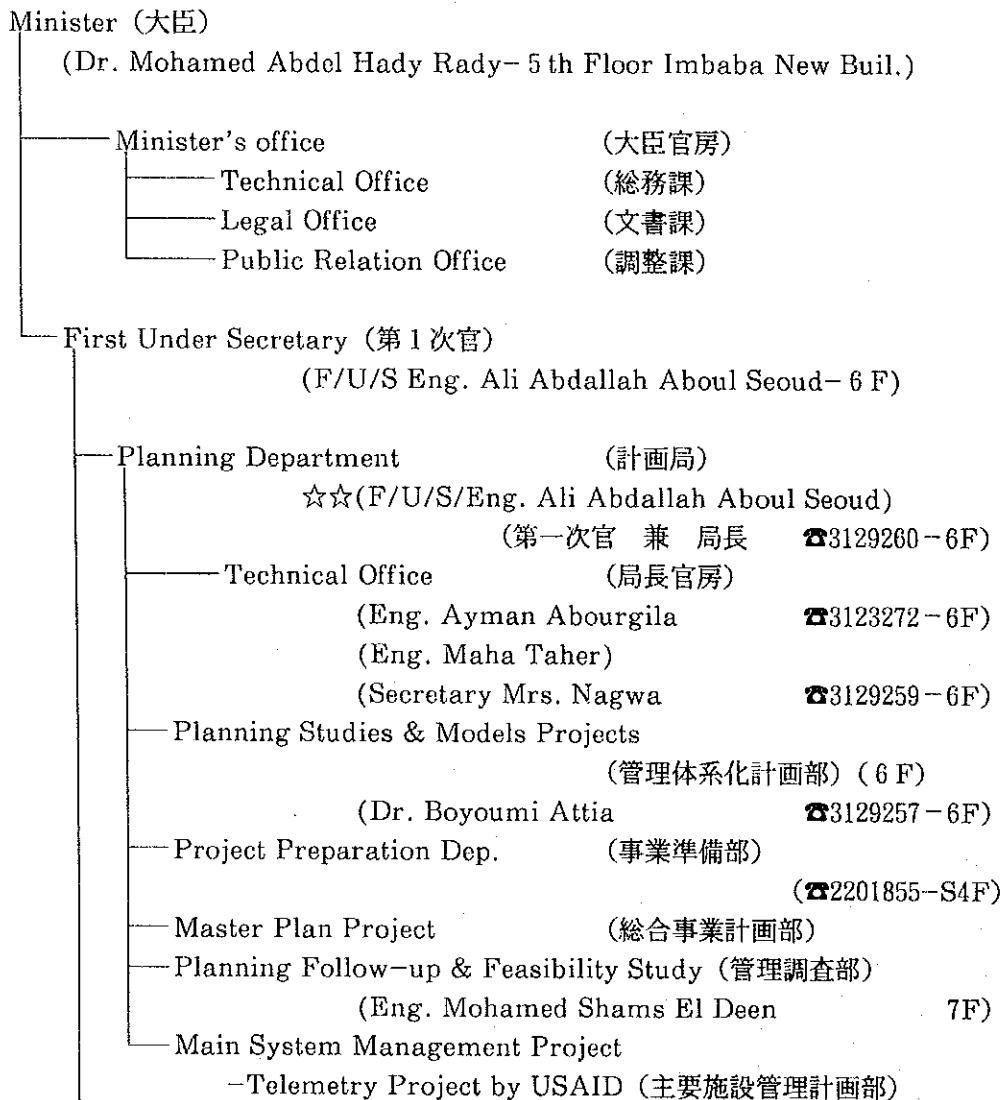 Minister（大臣）
(Dr. Mohamed Abdel Hady Rady- 5 th Floor Imbaba New Buil.)
Minister's office （大臣官房）
Technical Office （総務課）
Legal Office （文書課）
Public Relation Office （調整課）
First Under Secretary（第１次官）
(F/U/S Eng. Ali Abdallah Aboul Seoud- 6 F)
Planning Department （計画局）
☆☆(F/U/S/Eng. Ali Abdallah Aboul Seoud)
（第一次官　兼　局長 ☎3129260-6F)
Technical Office （局長官房）
(Eng. Ayman Abourgila ☎3123272-6F)
(Eng. Maha Taher)
(Secretary Mrs. Nagwa ☎3129259-6F)
Planning Studies & Models Projects
（管理体系化計画部）( 6 F)
(Dr. Boyoumi Attia ☎3129257-6F)
Project Preparation Dep. （事業準備部）
(☎2201855-S4F)
Master Plan Project （総合事業計画部）
Planning Follow-up & Feasibility Study（管理調査部）
(Eng. Mohamed Shams El Deen 7F)
Main System Management Project
-Telemetry Project by USAID（主要施設管理計画部）